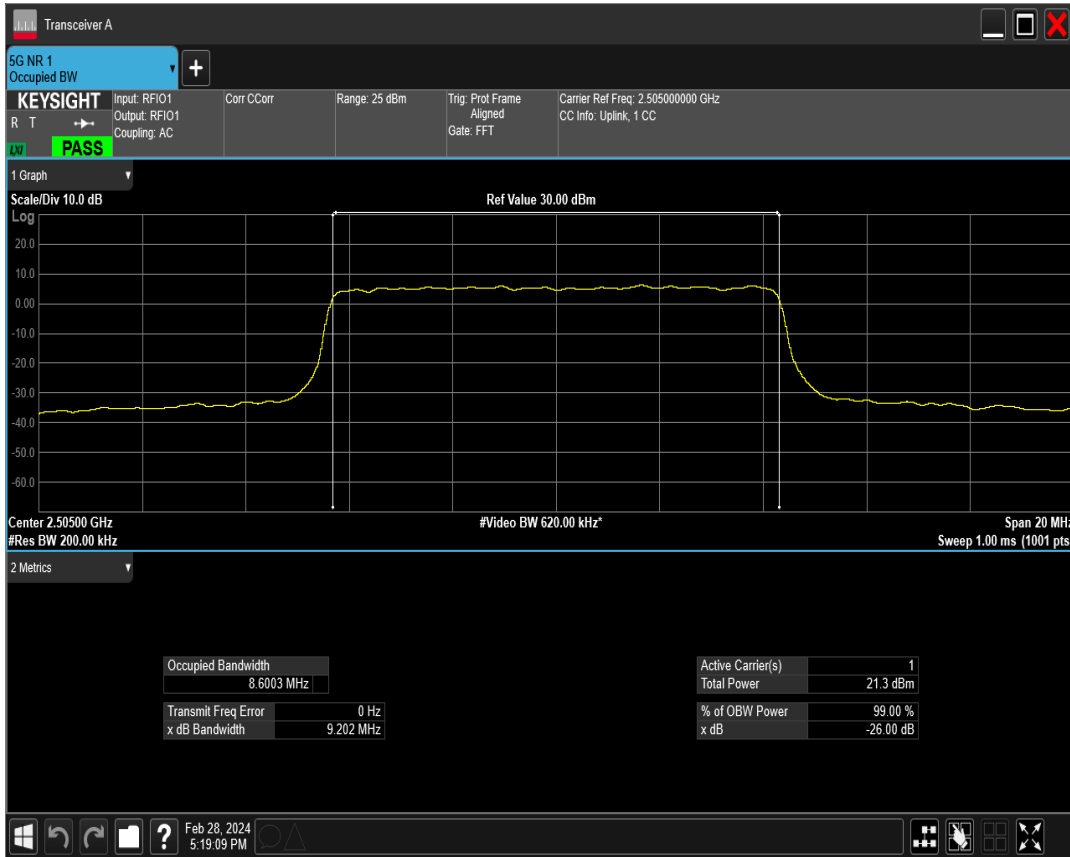 Transceiver A
5G NR 1
Occupied BW
+
KEYSIGHT
R T
LXI
PASS
Input: RFIO1
Output: RFIO1
Coupling: AC
Corr CCorr
Range: 25 dBm
Trig: Prot Frame
Aligned
Gate: FFT
Carrier Ref Freq: 2.505000000 GHz
CC Info: Uplink, 1 CC
1 Graph
Scale/Div 10.0 dB
Ref Value 30.00 dBm
Log
20.0
10.0
0.00
-10.0
-20.0
-30.0
-40.0
-50.0
-60.0
Center 2.50500 GHz
#Video BW 620.00 kHz*
Span 20 MHz
#Res BW 200.00 kHz
Sweep 1.00 ms (1001 pts
2 Metrics
Occupied Bandwidth
8.6003 MHz
Transmit Freq Error 0 Hz
x dB Bandwidth 9.202 MHz
Active Carrier(s) 1
Total Power 21.3 dBm
% of OBW Power 99.00 %
x dB -26.00 dB
?
Feb 28, 2024
5:19:09 PM